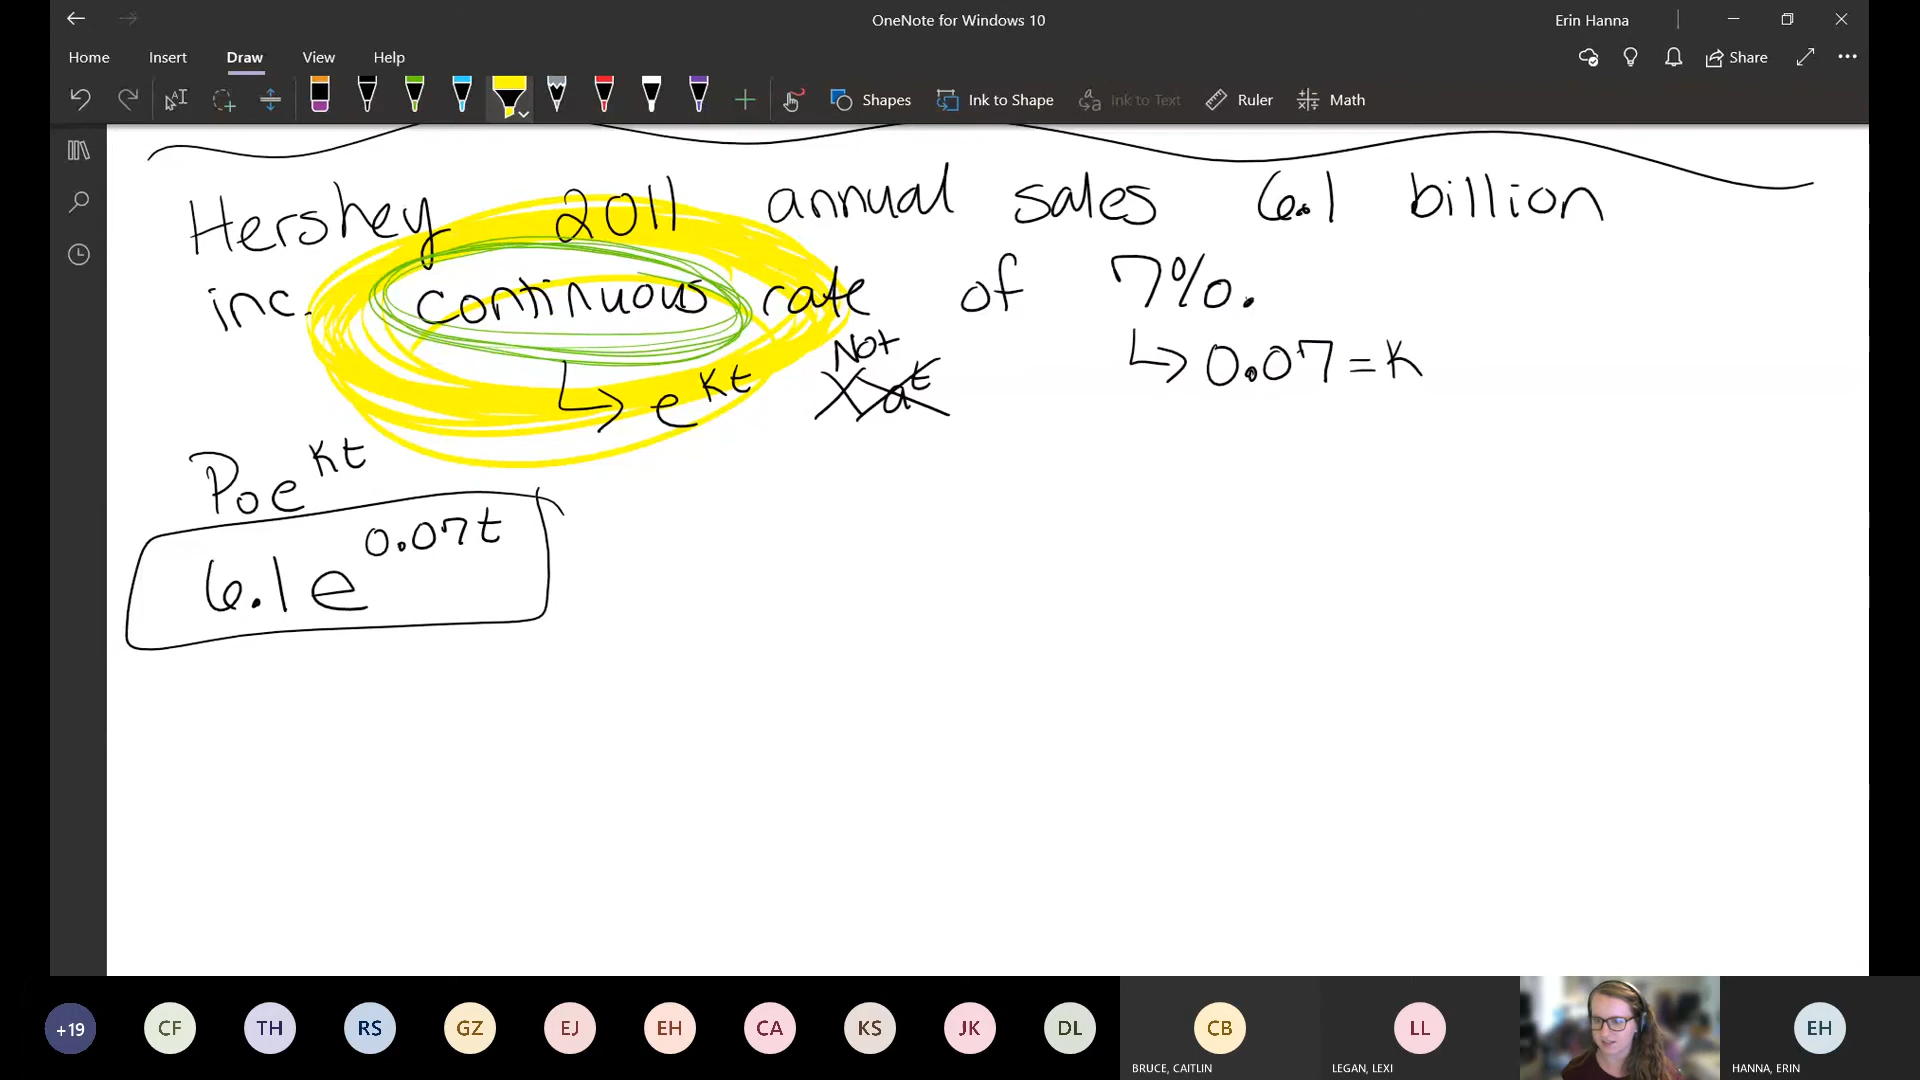 OneNote for Windows 10
Erin Hanna
Home Insert Draw View Help
Share
Shapes Ink to Shape Ink to Text Ruler Math
Hershey 2011 annual sales 6.1 billion
inc. continuous rate of 7%.
Not
↳ e^kt a^t ↳ 0.07 = k
P₀e^kt
6.1e^0.07t
+19 CF TH RS GZ EJ EH CA KS JK DL CB LL EH
BRUCE, CAITLIN LEGAN, LEXI HANNA, ERIN